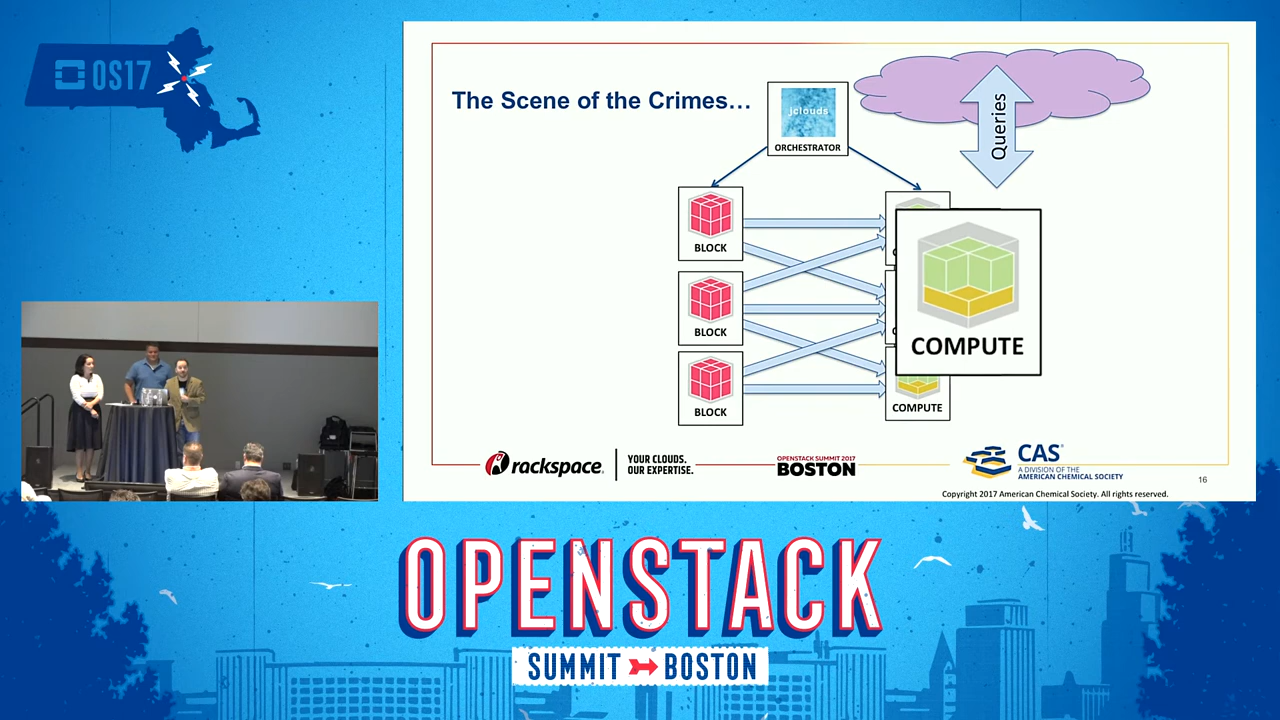 OS17
The Scene of the Crimes…
jclouds
ORCHESTRATOR
Queries
BLOCK
BLOCK
BLOCK
COMPUTE
COMPUTE
rackspace®
YOUR CLOUDS.
OUR EXPERTISE.
OPENSTACK SUMMIT 2017
BOSTON
CAS®
A DIVISION OF THE
AMERICAN CHEMICAL SOCIETY
16
Copyright 2017 American Chemical Society. All rights reserved.
OPENSTACK
SUMMIT BOSTON